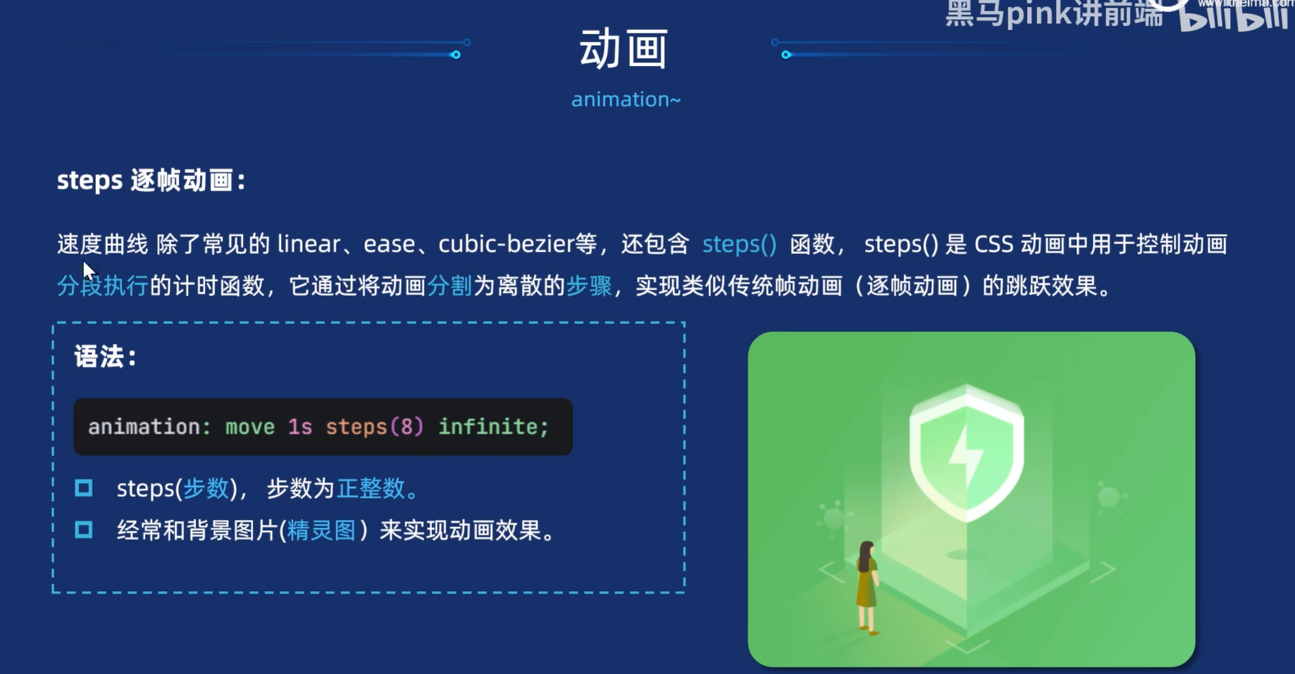 黑马pink讲前端
bilibili
动画
animation~
steps 逐帧动画：
速度曲线 除了常见的 linear、ease、cubic-bezier等，还包含 steps() 函数， steps() 是 CSS 动画中用于控制动画
分段执行的计时函数，它通过将动画分割为离散的步骤，实现类似传统帧动画（逐帧动画）的跳跃效果。
语法：
animation: move 1s steps(8) infinite;
steps(步数)， 步数为正整数。
经常和背景图片(精灵图）来实现动画效果。